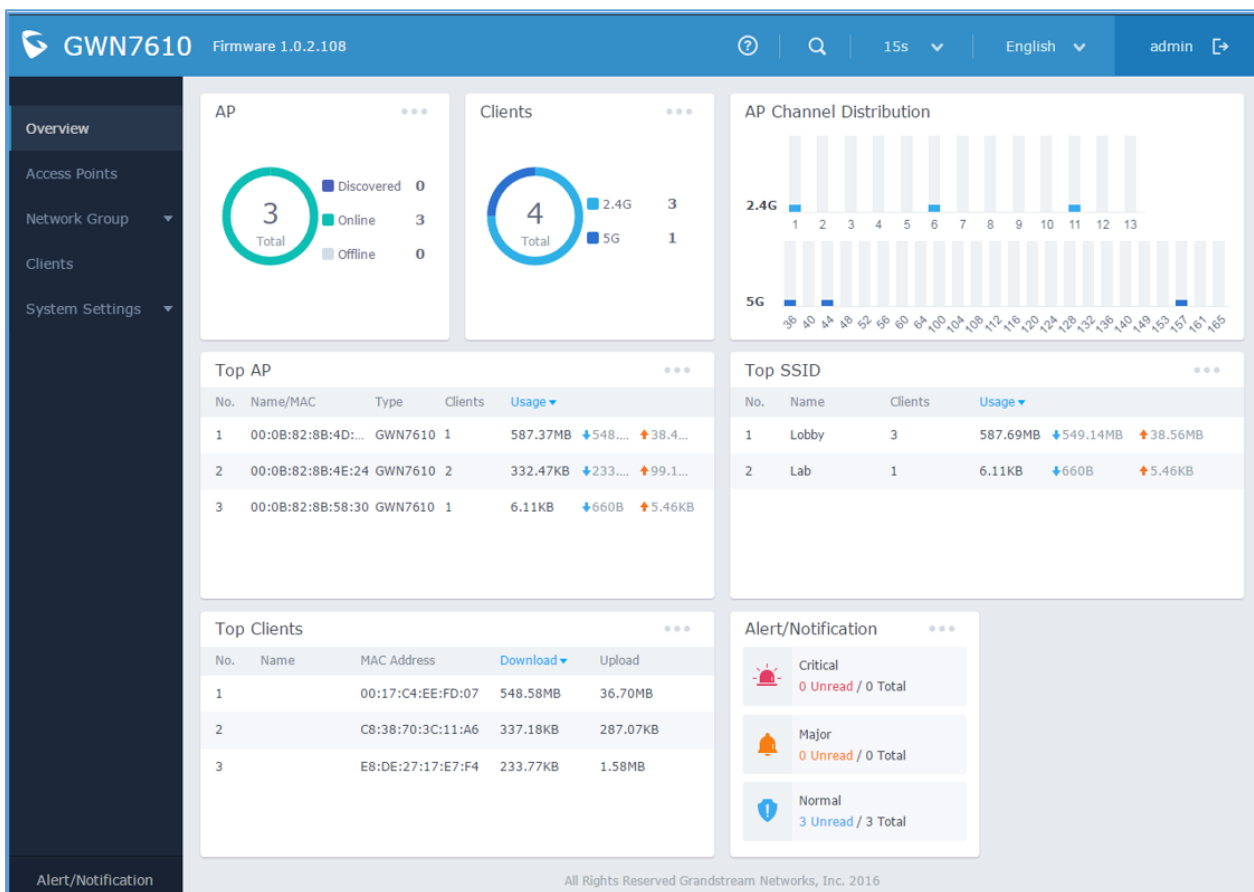 GWN7610 Firmware 1.0.2.108 15s English admin
Overview
Access Points
Network Group
Clients
System Settings
Alert/Notification
AP
3
Total
Discovered 0
Online 3
Offline 0
Clients
4
Total
2.4G 3
5G 1
AP Channel Distribution
2.4G
1 2 3 4 5 6 7 8 9 10 11 12 13
5G
36 40 44 48 52 56 60 64 100 104 108 112 116 120 124 128 132 136 140 149 153 157 161 165
Top AP
No. Name/MAC Type Clients Usage
1 00:0B:82:8B:4D:... GWN7610 1 587.37MB 548.... 38.4...
2 00:0B:82:8B:4E:24 GWN7610 2 332.47KB 233.... 99.1...
3 00:0B:82:8B:58:30 GWN7610 1 6.11KB 660B 5.46KB
Top SSID
No. Name Clients Usage
1 Lobby 3 587.69MB 549.14MB 38.56MB
2 Lab 1 6.11KB 660B 5.46KB
Top Clients
No. Name MAC Address Download Upload
1 00:17:C4:EE:FD:07 548.58MB 36.70MB
2 C8:38:70:3C:11:A6 337.18KB 287.07KB
3 E8:DE:27:17:E7:F4 233.77KB 1.58MB
Alert/Notification
Critical
0 Unread / 0 Total
Major
0 Unread / 0 Total
Normal
3 Unread / 3 Total
All Rights Reserved Grandstream Networks, Inc. 2016